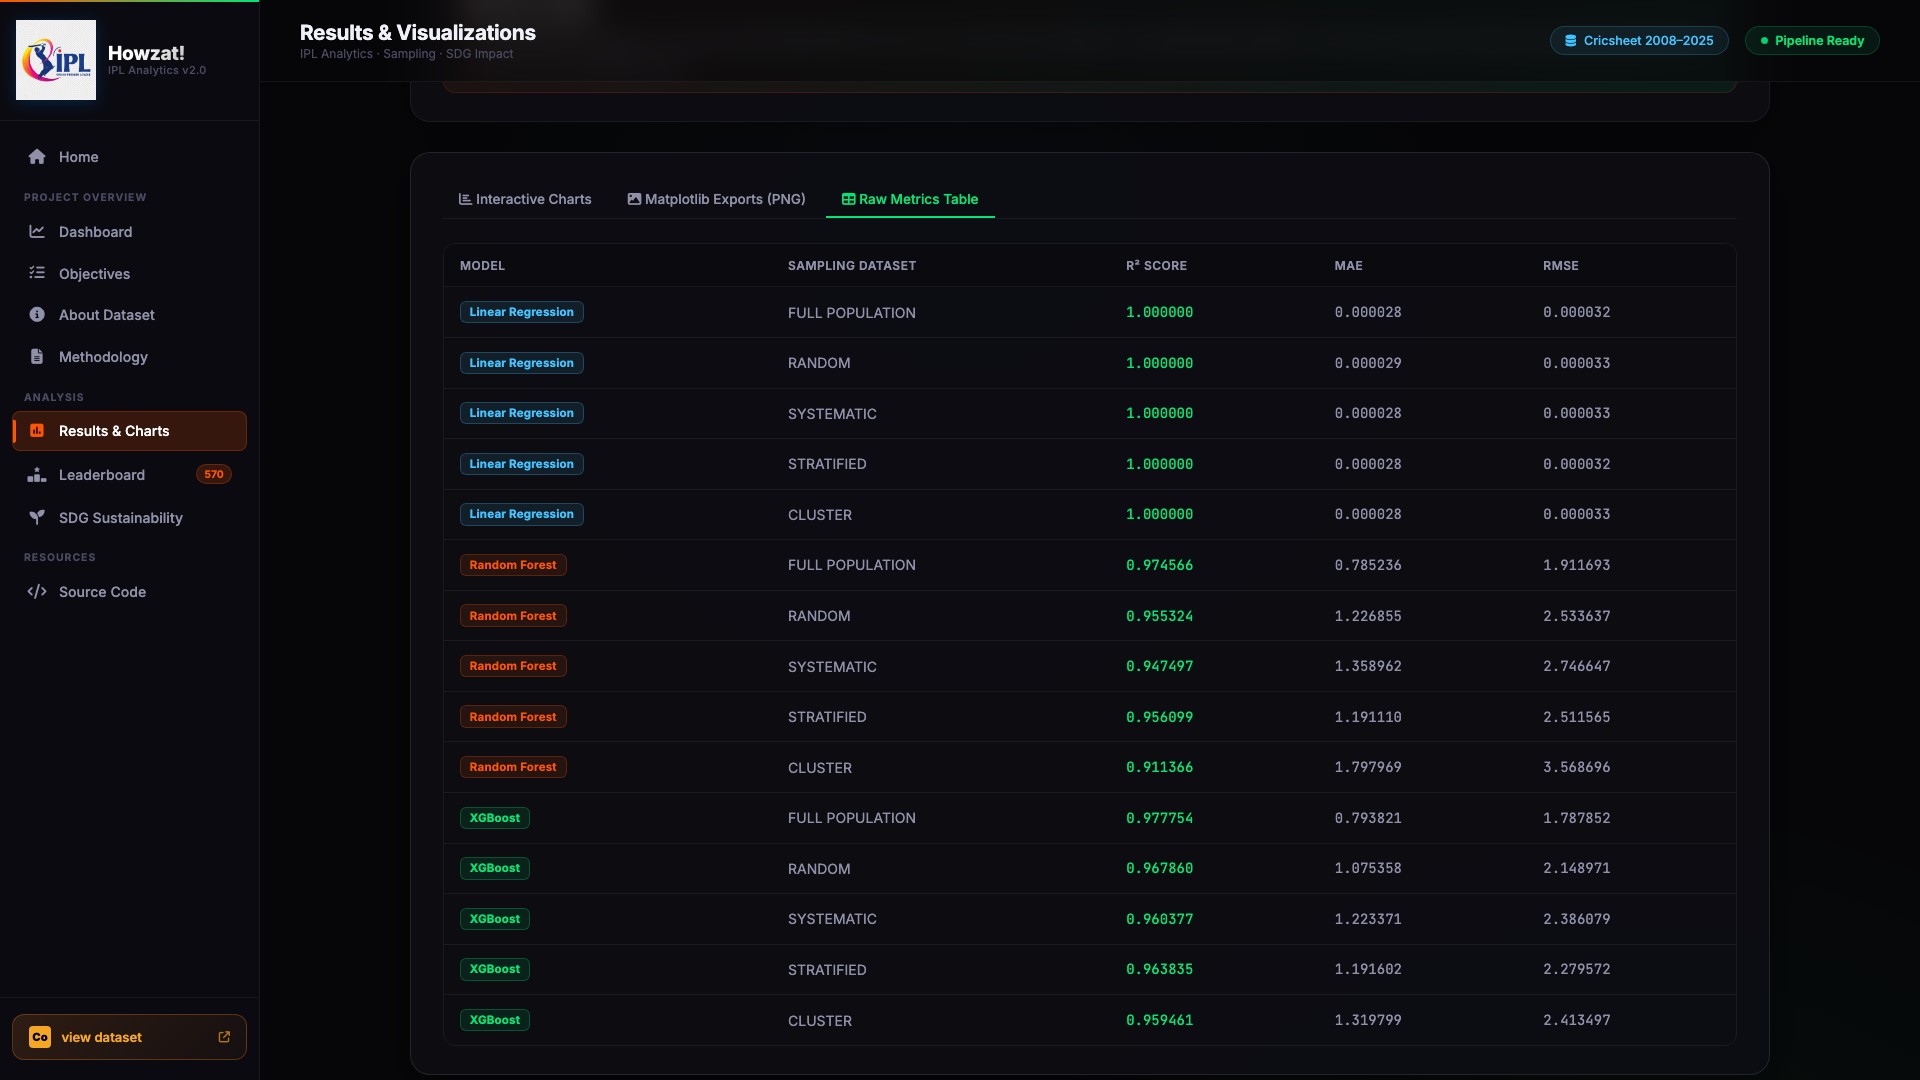 IPL
Howzat!
IPL Analytics v2.0
Home
PROJECT OVERVIEW
Dashboard
Objectives
About Dataset
Methodology
ANALYSIS
Results & Charts
Leaderboard 570
SDG Sustainability
RESOURCES
Source Code
Co view dataset
Results & Visualizations
IPL Analytics · Sampling · SDG Impact
Cricsheet 2008–2025
Pipeline Ready
Interactive Charts Matplotlib Exports (PNG) Raw Metrics Table
MODEL SAMPLING DATASET R² SCORE MAE RMSE
Linear Regression FULL POPULATION 1.000000 0.000028 0.000032
Linear Regression RANDOM 1.000000 0.000029 0.000033
Linear Regression SYSTEMATIC 1.000000 0.000028 0.000033
Linear Regression STRATIFIED 1.000000 0.000028 0.000032
Linear Regression CLUSTER 1.000000 0.000028 0.000033
Random Forest FULL POPULATION 0.974566 0.785236 1.911693
Random Forest RANDOM 0.955324 1.226855 2.533637
Random Forest SYSTEMATIC 0.947497 1.358962 2.746647
Random Forest STRATIFIED 0.956099 1.191110 2.511565
Random Forest CLUSTER 0.911366 1.797969 3.568696
XGBoost FULL POPULATION 0.977754 0.793821 1.787852
XGBoost RANDOM 0.967860 1.075358 2.148971
XGBoost SYSTEMATIC 0.960377 1.223371 2.386079
XGBoost STRATIFIED 0.963835 1.191602 2.279572
XGBoost CLUSTER 0.959461 1.319799 2.413497